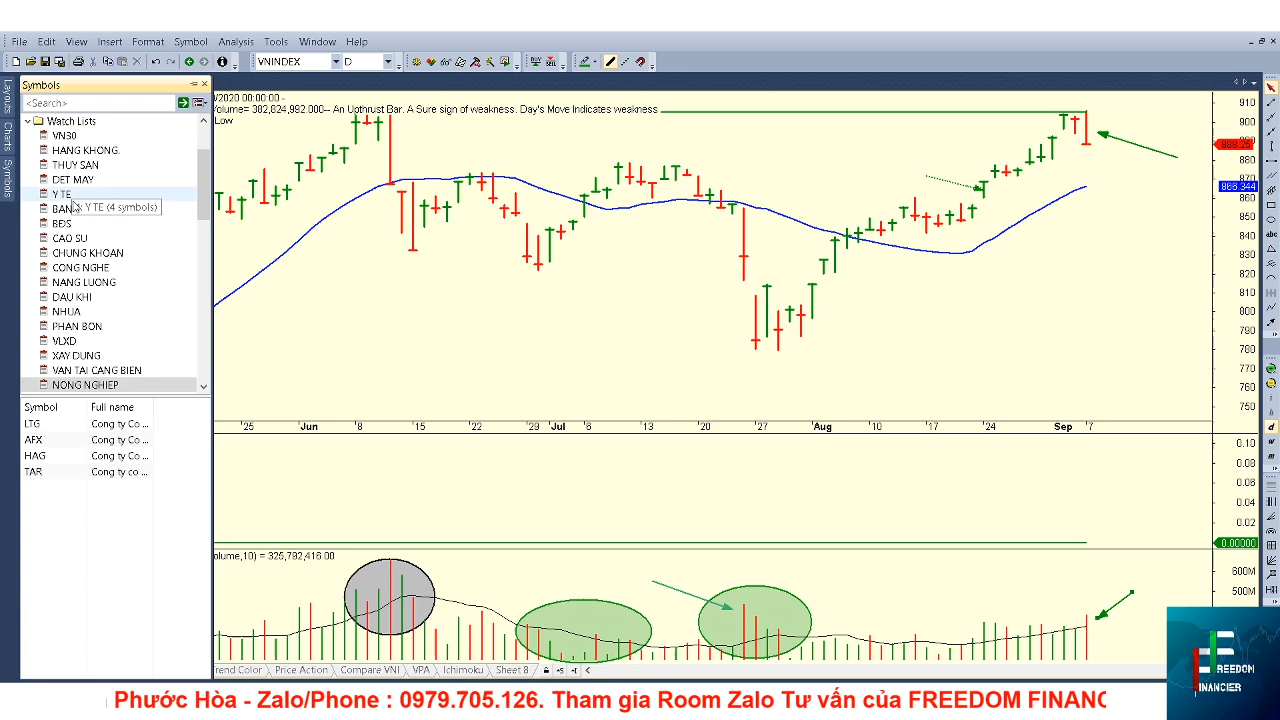 File Edit View Insert Format Symbol Analysis Tools Window Help
VNINDEX D
Symbols
<Search>
Layouts
Charts
Symbols
Watch Lists
VN30
HANG KHONG.
THUY SAN
DET MAY
Y TE
Y TE (4 symbols)
BAN
BĐS
CAO SU
CHUNG KHOAN
CONG NGHE
NANG LUONG
DAU KHI
NHUA
PHAN BON
VLXD
XAY DUNG
VAN TAI CANG BIEN
NONG NGHIEP
Symbol Full name
LTG Cong ty Co ...
AFX Cong ty Co ...
HAG Cong ty Co ...
TAR Cong ty co ...
/2020 00:00:00 -
Volume= 302,624,992.000-- An Upthrust Bar. A Sure sign of weakness. Day's Move Indicates weakness
Low
910
900
880
870
868.344
860
850
840
830
820
810
800
790
780
770
760
750
25 Jun 8 15 22 29 Jul 6 13 20 27 Aug 10 17 24 Sep 7
0.10
0.08
0.06
0.04
0.02
0.00000
olume,10) = 325,792,416.00
600M
500M
Trend Color Price Action Compare VNI VPA Ichimoku Sheet 8
FREEDOM
FINANCIER
Phước Hòa - Zalo/Phone : 0979.705.126. Tham gia Room Zalo Tư vấn của FREEDOM FINANC